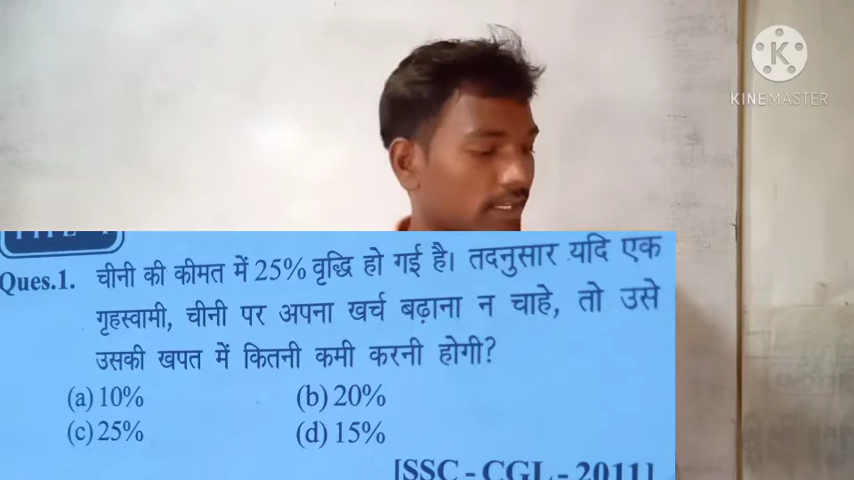 K
KINEMASTER
Ques.1. चीनी की कीमत में 25% वृद्धि हो गई है। तदनुसार यदि एक
गृहस्वामी, चीनी पर अपना खर्च बढ़ाना न चाहे, तो उसे
उसकी खपत में कितनी कमी करनी होगी?
(a) 10% (b) 20%
(c) 25% (d) 15%
[SSC - CGL - 2011]